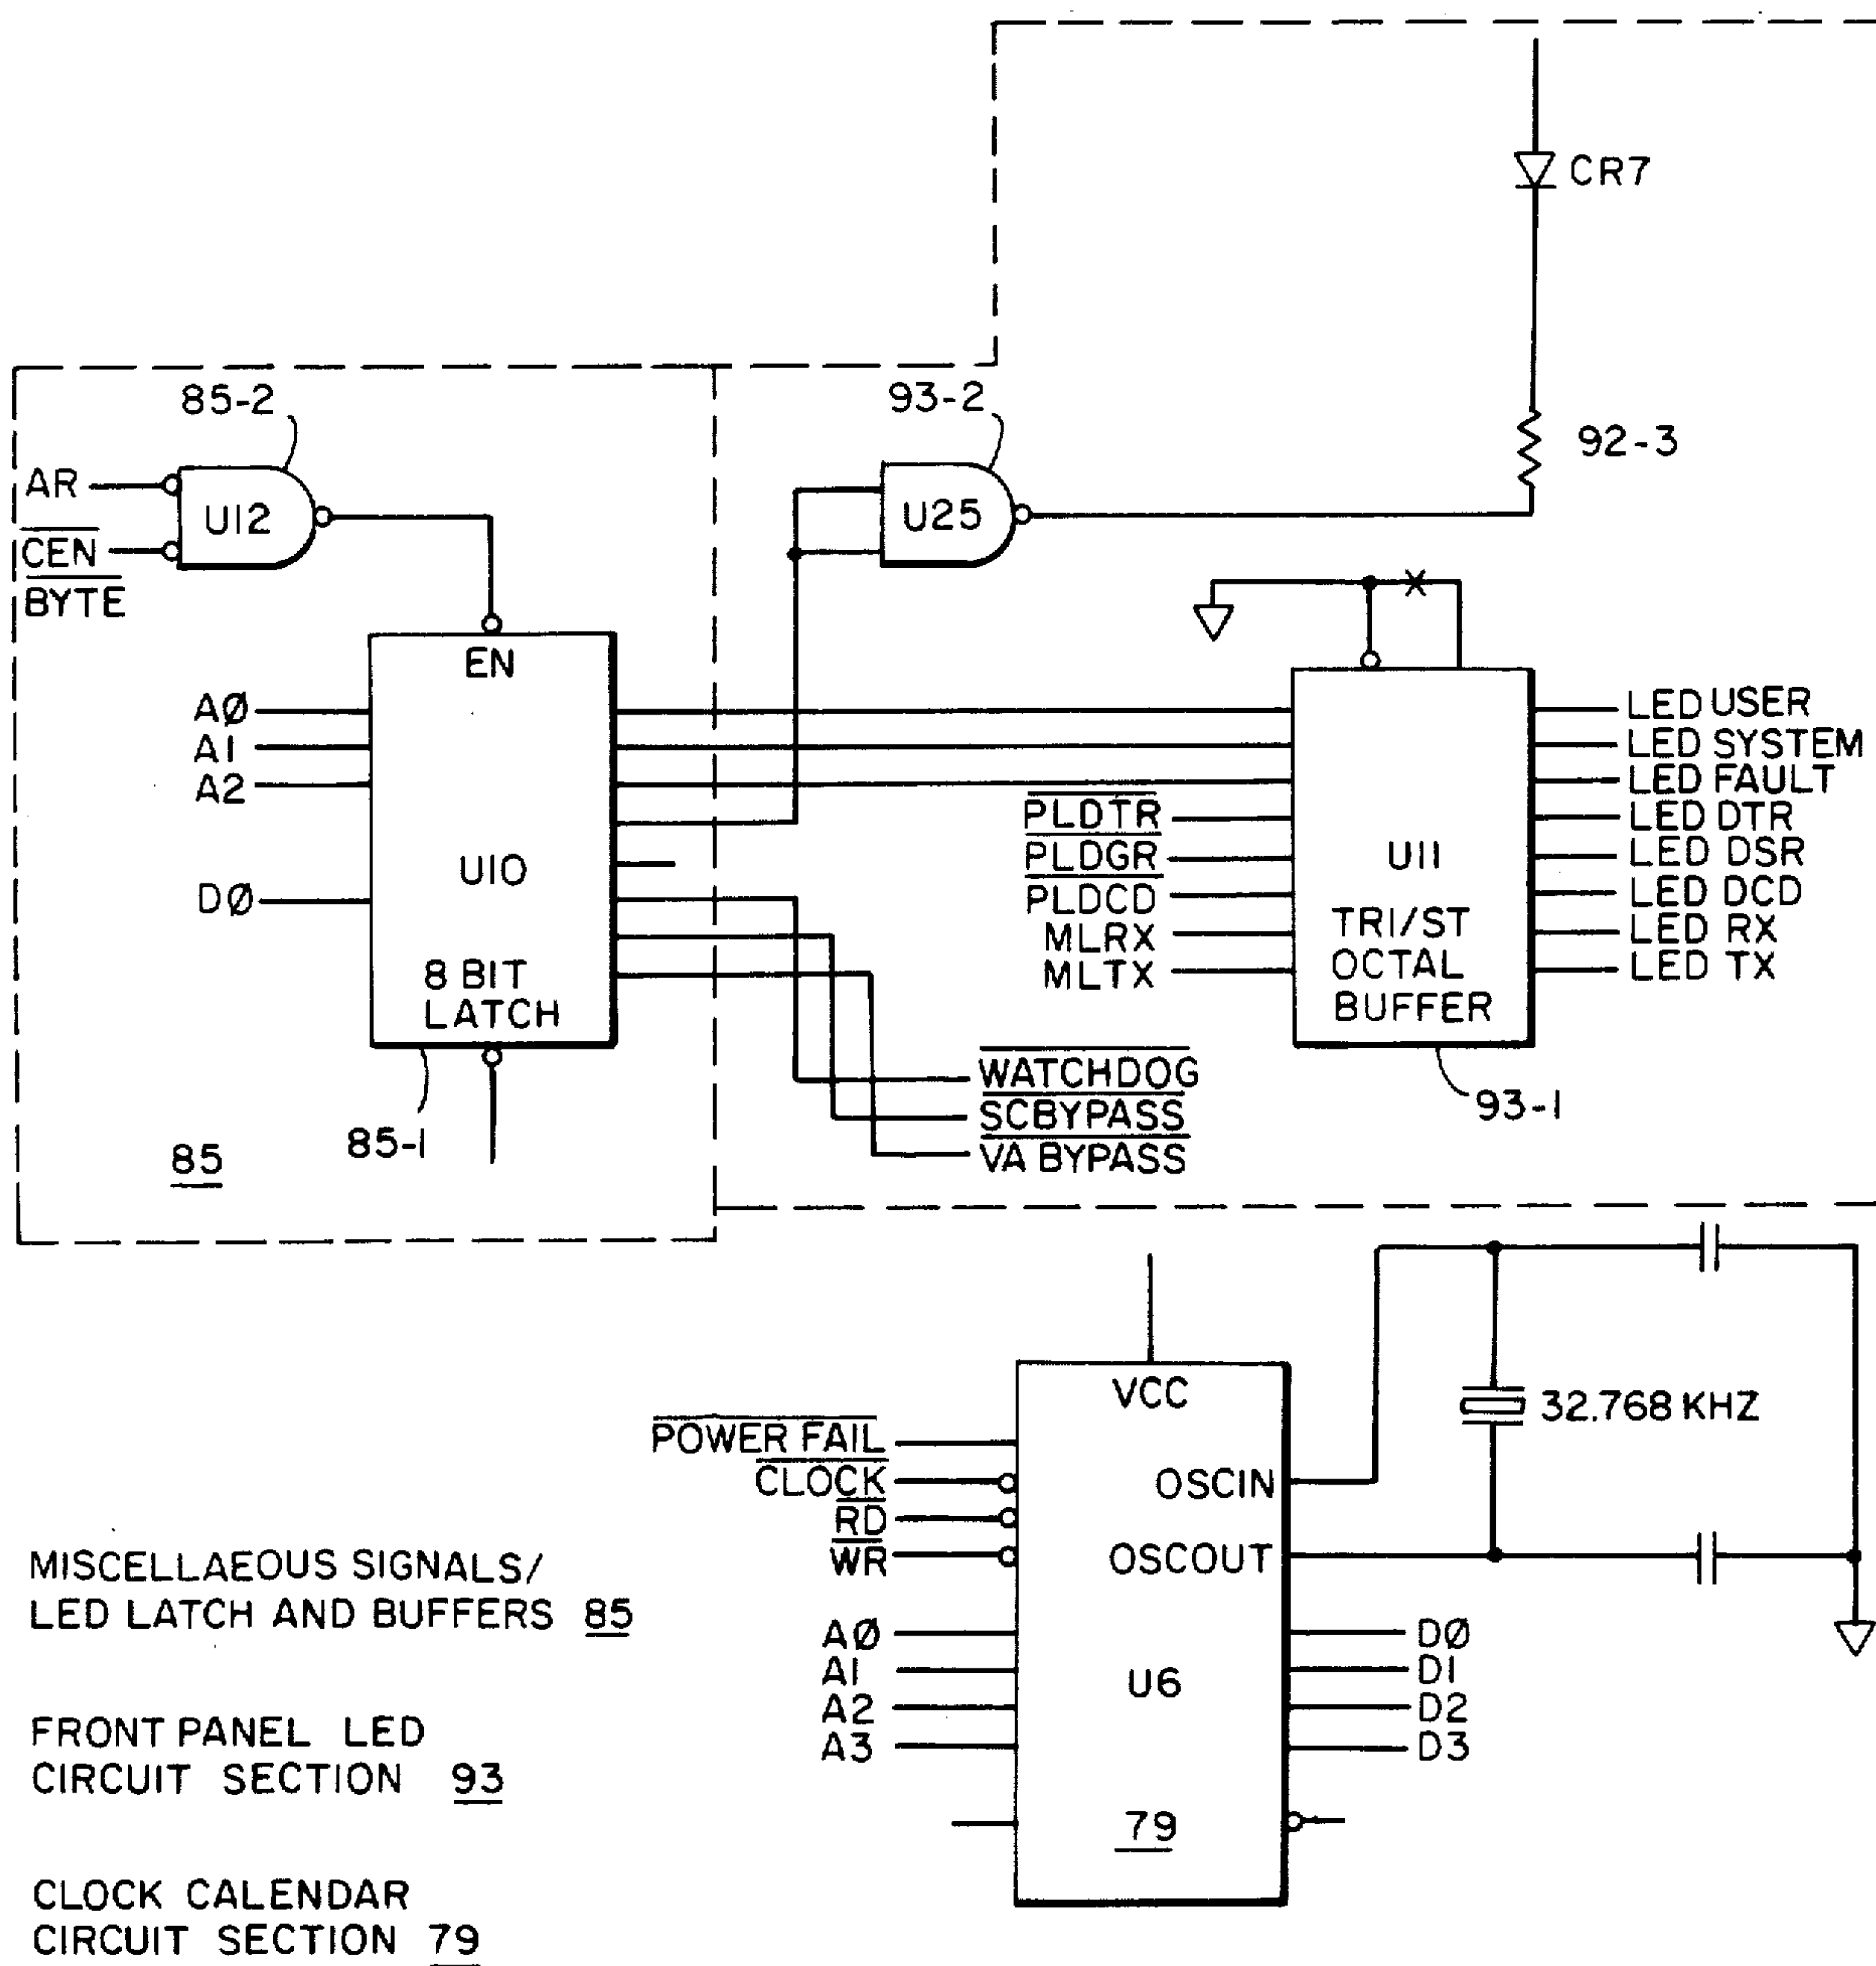 CR7
92-3
85-2
93-2
AR
U12
CEN
BYTE
U25
EN
AØ
A1
A2
DØ
U10
8 BIT
LATCH
85-1
85
PLDTR
PLDGR
PLDCD
MLRX
MLTX
U11
TRI/ST
OCTAL
BUFFER
93-1
LED USER
LED SYSTEM
LED FAULT
LED DTR
LED DSR
LED DCD
LED RX
LED TX
WATCHDOG
SCBYPASS
VA BYPASS
VCC
POWER FAIL
CLOCK
RD
WR
OSCIN
OSCOUT
32.768 KHZ
AØ
A1
A2
A3
U6
DØ
D1
D2
D3
79
MISCELLAEOUS SIGNALS/
LED LATCH AND BUFFERS 85
FRONT PANEL LED
CIRCUIT SECTION 93
CLOCK CALENDAR
CIRCUIT SECTION 79